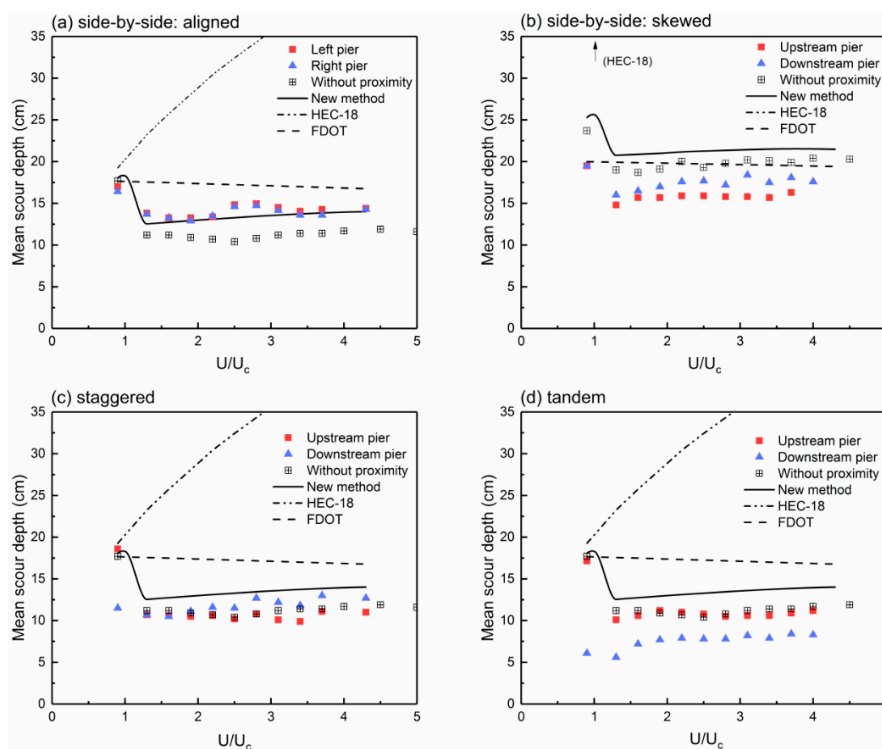 (a) side-by-side: aligned
35
30
25
20
15
10
5
0
Mean scour depth (cm)
Left pier
Right pier
Without proximity
New method
HEC-18
FDOT
0 1 2 3 4 5
U/Uc
(b) side-by-side: skewed
35
30
25
20
15
10
5
0
Mean scour depth (cm)
(HEC-18)
Upstream pier
Downstream pier
Without proximity
New method
HEC-18
FDOT
0 1 2 3 4
U/Uc
(c) staggered
35
30
25
20
15
10
5
0
Mean scour depth (cm)
Upstream pier
Downstream pier
Without proximity
New method
HEC-18
FDOT
0 1 2 3 4 5
U/Uc
(d) tandem
35
30
25
20
15
10
5
0
Mean scour depth (cm)
Upstream pier
Downstream pier
Without proximity
New method
HEC-18
FDOT
0 1 2 3 4
U/Uc